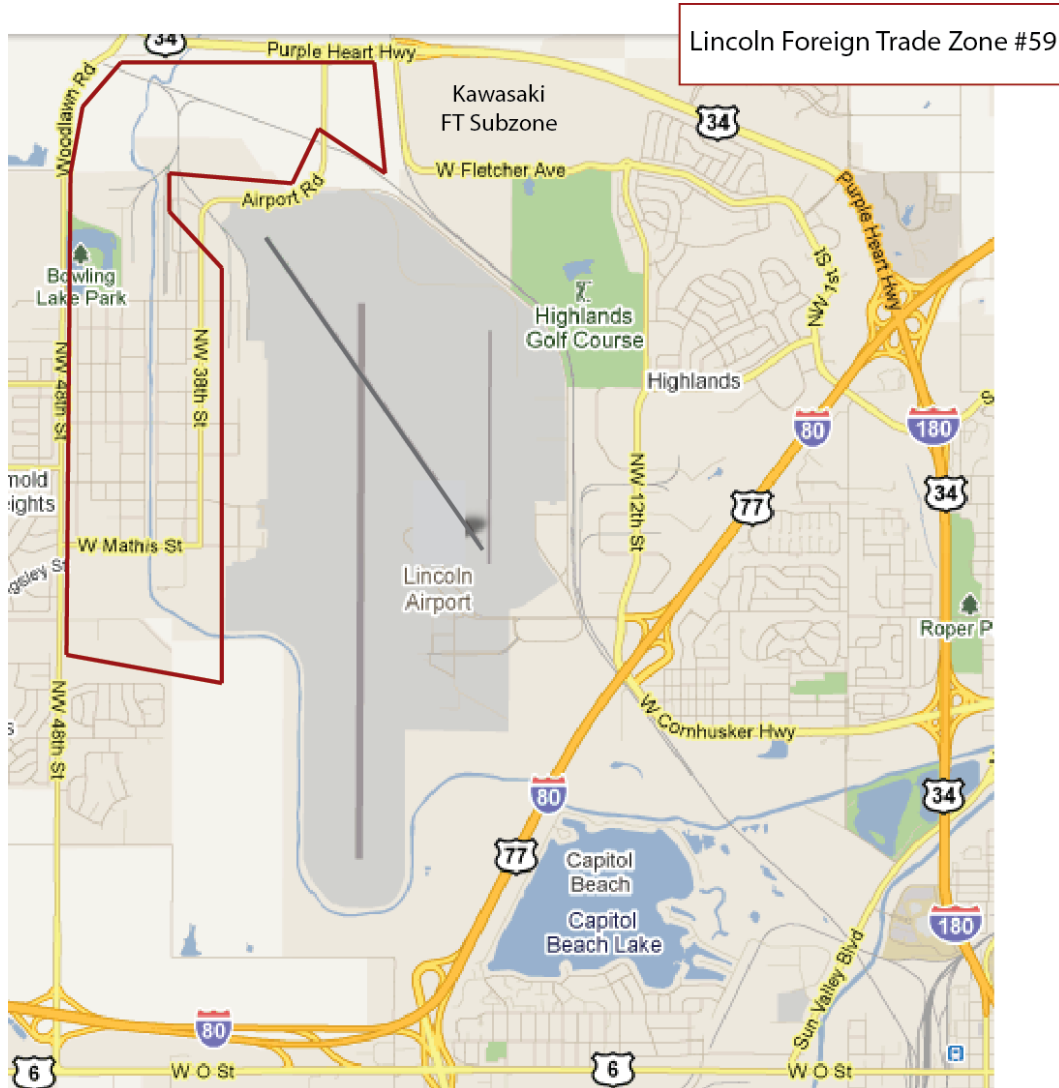 Lincoln Foreign Trade Zone #59
34
Purple Heart Hwy
Woodlawn Rd
Kawasaki
FT Subzone
34
W Fletcher Ave
Airport Rd
Purple Heart Hwy
NW 1st St
Bowling
Lake Park
Highlands
Golf Course
NW 48th St
NW 38th St
Highlands
80
180
S
NW 12th St
77
34
mold
eights
W Mathis St
gsley St
Lincoln
Airport
Roper P
NW 48th St
s
W Cornhusker Hwy
80
34
77
Capitol
Beach
Capitol
Beach Lake
180
Sun Valley Blvd
80
6
W O St
6
W O St